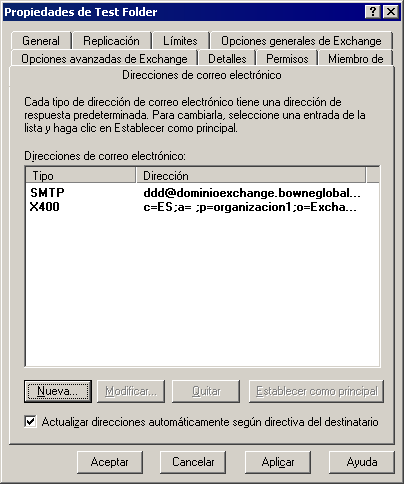 Propiedades de Test Folder
General Replicación Límites Opciones generales de Exchange
Opciones avanzadas de Exchange Detalles Permisos Miembro de
Direcciones de correo electrónico
Cada tipo de dirección de correo electrónico tiene una dirección de
respuesta predeterminada. Para cambiarla, seleccione una entrada de la
lista y haga clic en Establecer como principal.
Direcciones de correo electrónico:
Tipo Dirección
SMTP ddd@dominioexchange.bowneglobal...
X400 c=ES;a= ;p=organizacion1;o=Excha...
Nueva... Modificar... Quitar Establecer como principal
Actualizar direcciones automáticamente según directiva del destinatario
Aceptar Cancelar Aplicar Ayuda